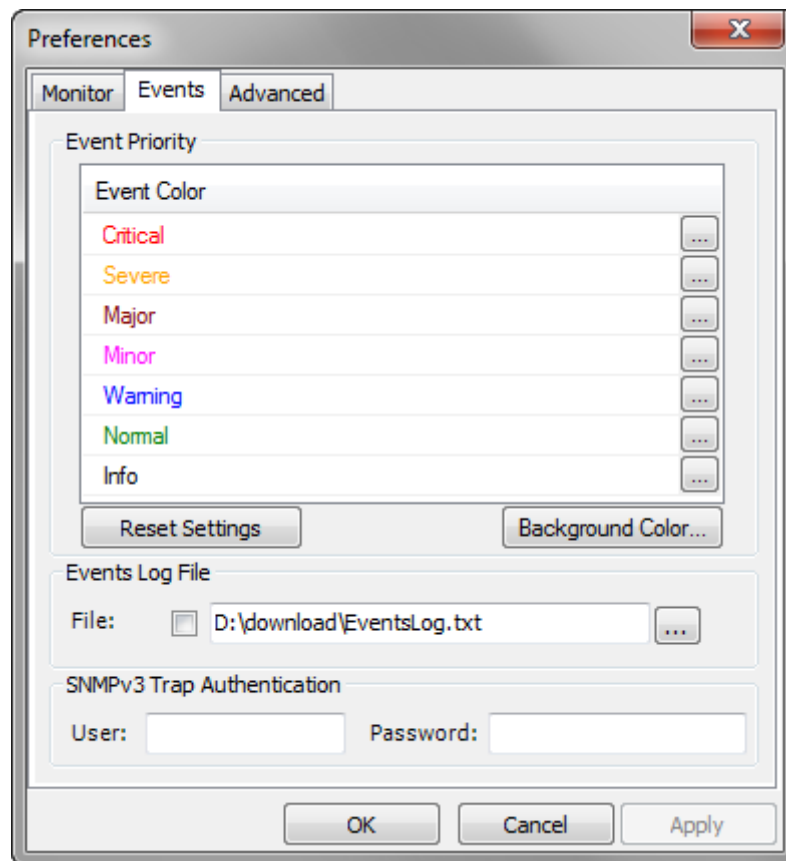 Preferences
Monitor Events Advanced
Event Priority
Event Color
Critical ...
Severe ...
Major ...
Minor ...
Warning ...
Normal ...
Info ...
Reset Settings Background Color...
Events Log File
File: D:\download\EventsLog.txt ...
SNMPv3 Trap Authentication
User: Password:
OK Cancel Apply